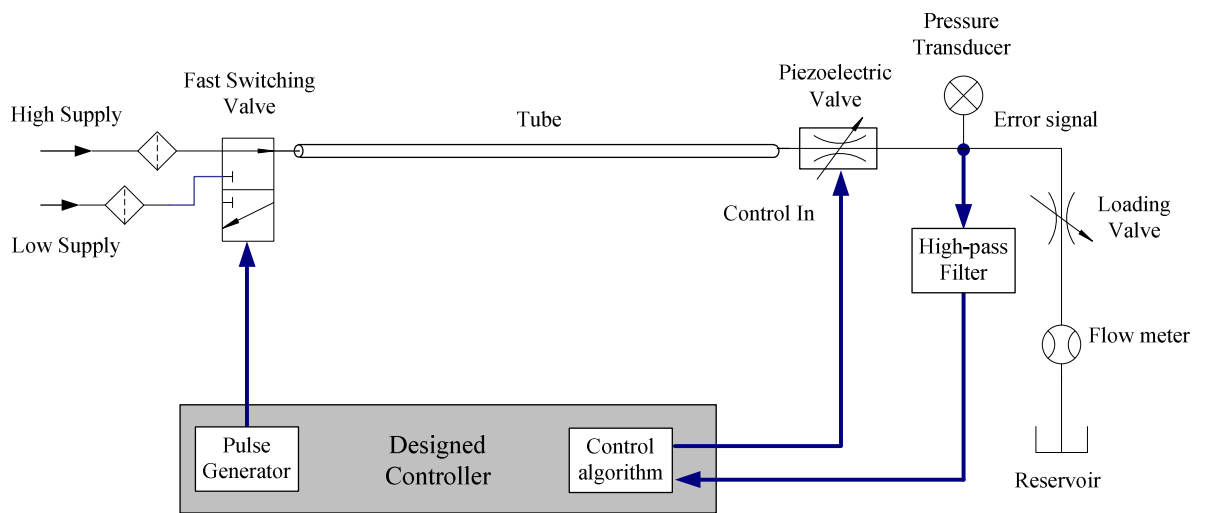 Pressure
Transducer
Fast Switching
Valve
Piezoelectric
Valve
High Supply
Tube
Error signal
Low Supply
Control In
Loading
Valve
High-pass
Filter
Flow meter
Pulse
Generator
Designed
Controller
Control
algorithm
Reservoir